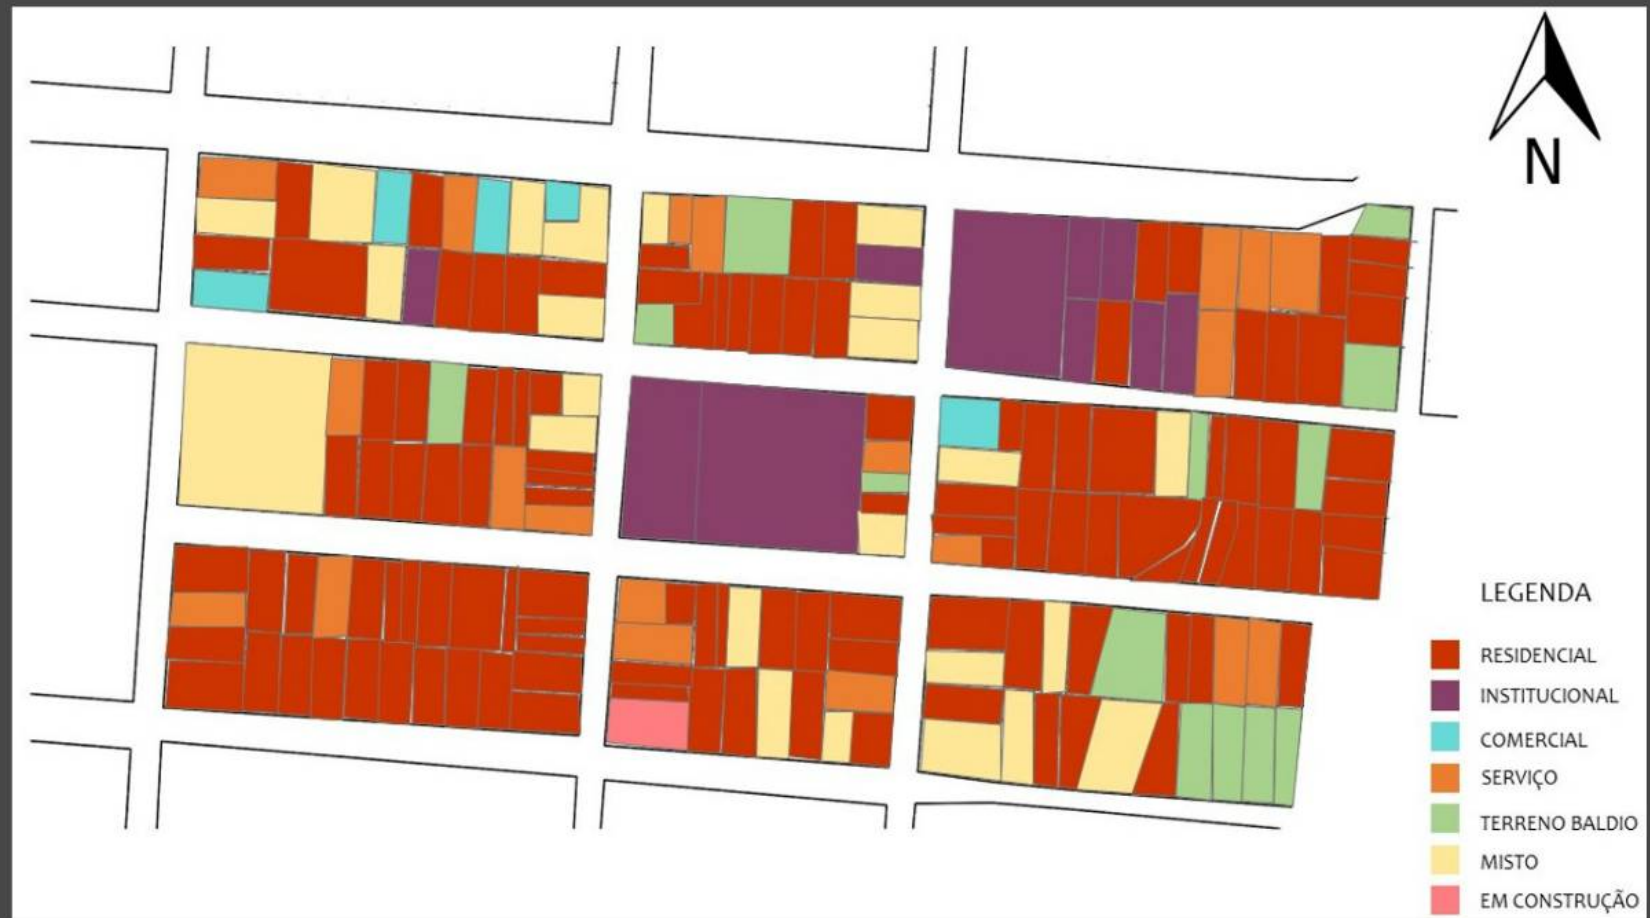 N
LEGENDA
RESIDENCIAL
INSTITUCIONAL
COMERCIAL
SERVIÇO
TERRENO BALDIO
MISTO
EM CONSTRUÇÃO